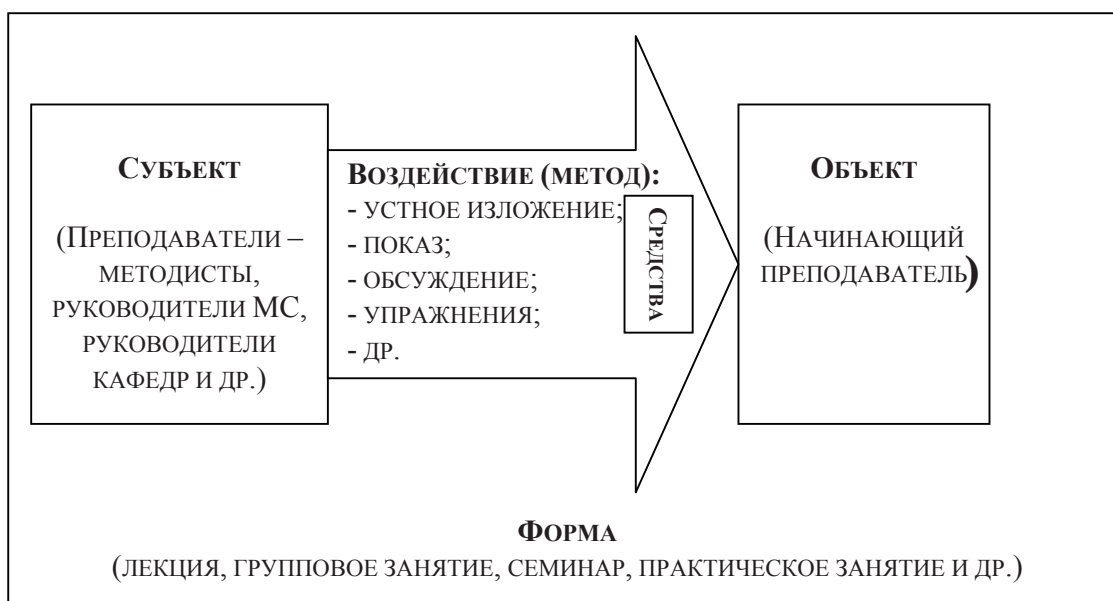 СУБЪЕКТ
(ПРЕПОДАВАТЕЛИ –
МЕТОДИСТЫ,
РУКОВОДИТЕЛИ МС,
РУКОВОДИТЕЛИ
КАФЕДР И ДР.)
ВОЗДЕЙСТВИЕ (МЕТОД):
- УСТНОЕ ИЗЛОЖЕНИЕ;
- ПОКАЗ;
- ОБСУЖДЕНИЕ;
- УПРАЖНЕНИЯ;
- ДР.
СРЕДСТВА
ОБЪЕКТ
(НАЧИНАЮЩИЙ
ПРЕПОДАВАТЕЛЬ)
ФОРМА
(ЛЕКЦИЯ, ГРУППОВОЕ ЗАНЯТИЕ, СЕМИНАР, ПРАКТИЧЕСКОЕ ЗАНЯТИЕ И ДР.)